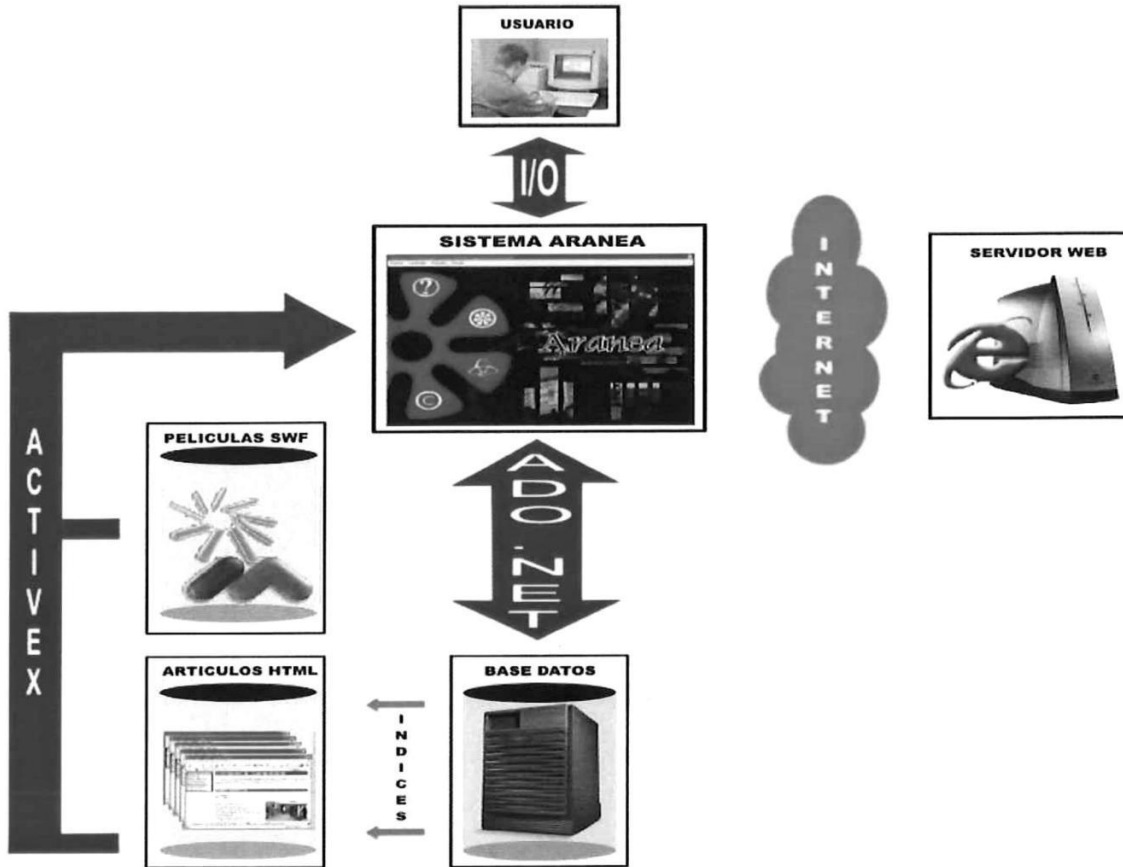 USUARIO
I/O
SISTEMA ARANEA
?
Aranea
©
INTERNET
SERVIDOR WEB
e
ACTIVEX
PELICULAS SWF
ADO.NET
ARTICULOS HTML
INDICES
BASE DATOS